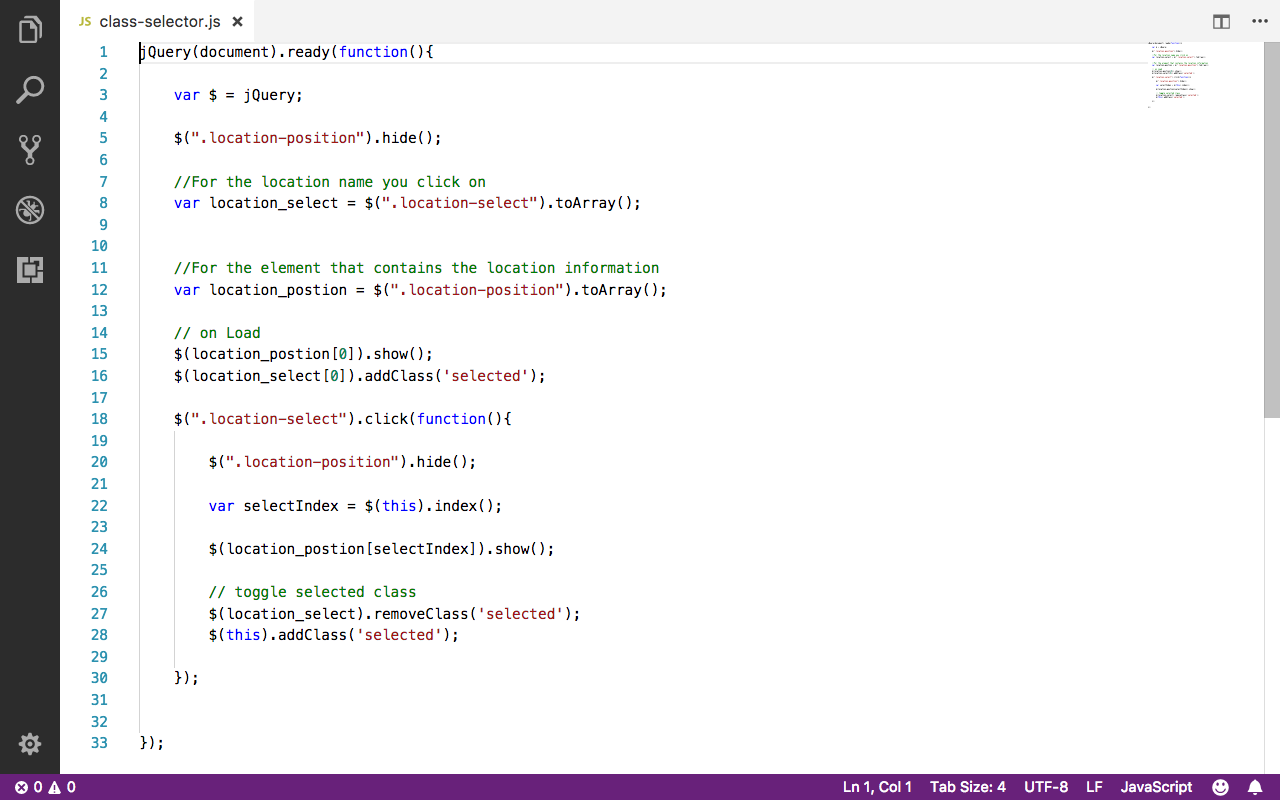 JS class-selector.js ×
1 jQuery(document).ready(function(){
2
3 var $ = jQuery;
4
5 $(".location-position").hide();
6
7 //For the location name you click on
8 var location_select = $(".location-select").toArray();
9
10
11 //For the element that contains the location information
12 var location_postion = $(".location-position").toArray();
13
14 // on Load
15 $(location_postion[0]).show();
16 $(location_select[0]).addClass('selected');
17
18 $(".location-select").click(function(){
19
20 $(".location-position").hide();
21
22 var selectIndex = $(this).index();
23
24 $(location_postion[selectIndex]).show();
25
26 // toggle selected class
27 $(location_select).removeClass('selected');
28 $(this).addClass('selected');
29
30 });
31
32
33 });
0 0 Ln 1, Col 1 Tab Size: 4 UTF-8 LF JavaScript